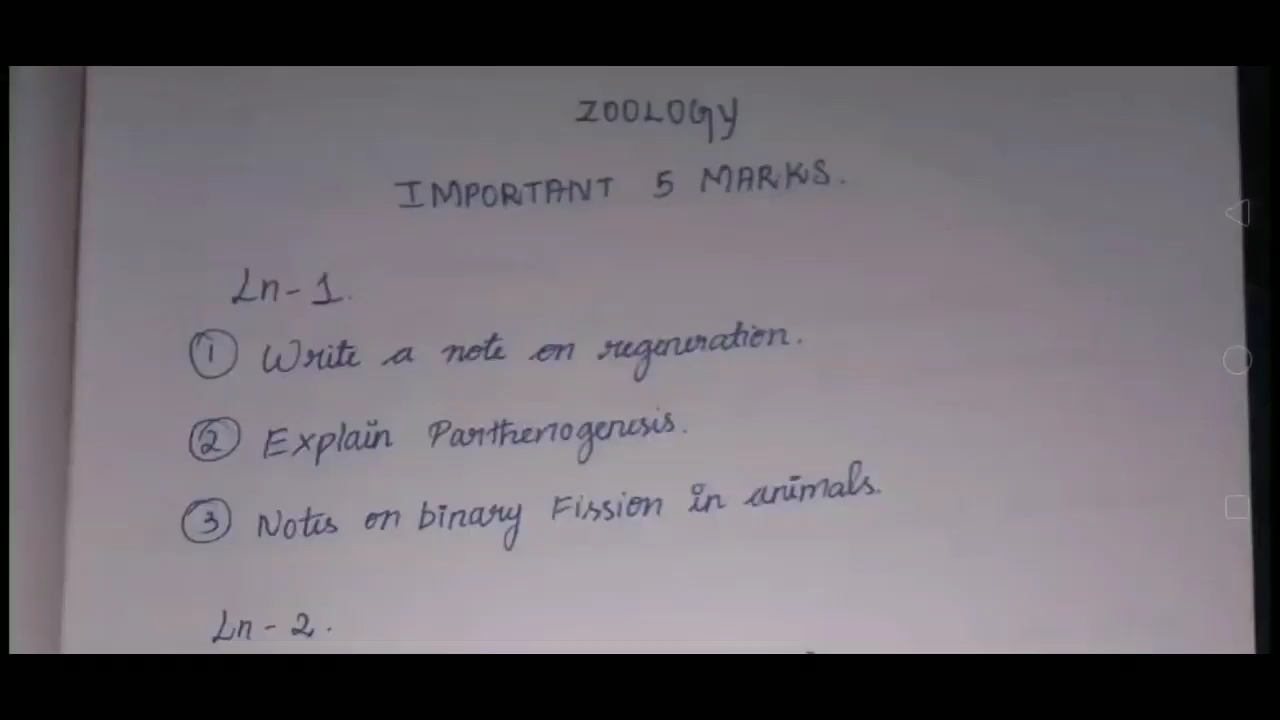 ZOOLOGY
IMPORTANT 5 MARKS.
Ln-1.
① Write a note on regeneration.
② Explain Parthenogenesis.
③ Notes on binary Fission in animals.
Ln-2.